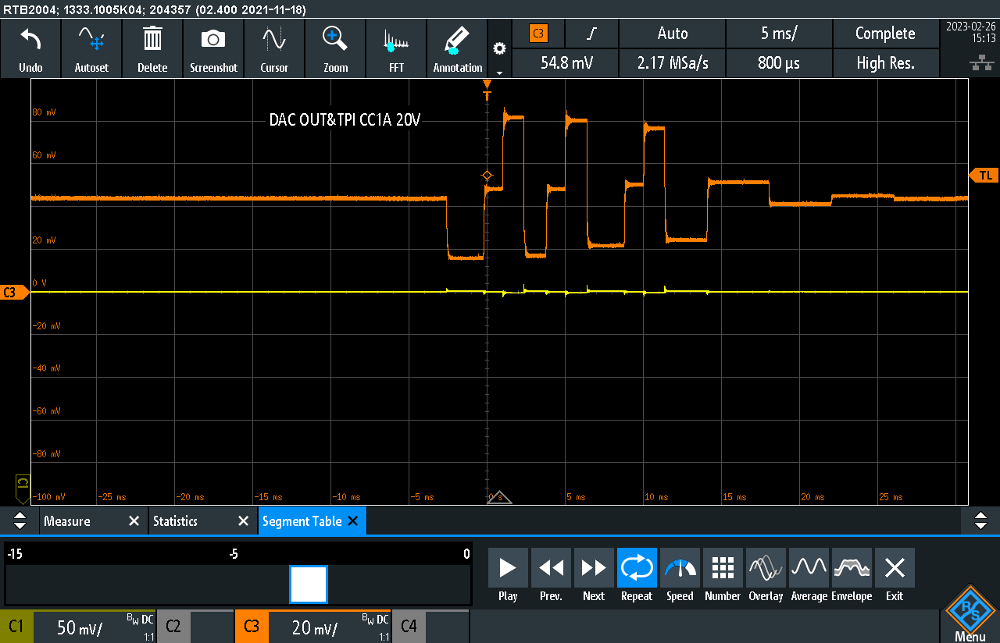 RTB2004; 1333.1005K04; 204357 (02.400 2021-11-18)
Undo
Autoset
Delete
Screenshot
Cursor
Zoom
FFT
Annotation
C3
Auto
5 ms/
Complete
54.8 mV
2.17 MSa/s
800 µs
High Res.
2023-02-26
15:13
T
DAC OUT&TPI CC1A 20V
80 mV
60 mV
20 mV
0 V
-20 mV
-40 mV
-60 mV
-80 mV
-100 mV
TL
C3
C1
-25 ms
-20 ms
-15 ms
-10 ms
-5 ms
0 s
5 ms
10 ms
15 ms
20 ms
25 ms
Measure
Statistics
Segment Table
-15
-5
0
Play
Prev.
Next
Repeat
Speed
Number
Overlay
Average
Envelope
Exit
C1
50 mV/
BW DC
1:1
C2
C3
20 mV/
BW DC
1:1
C4
R S
Menu